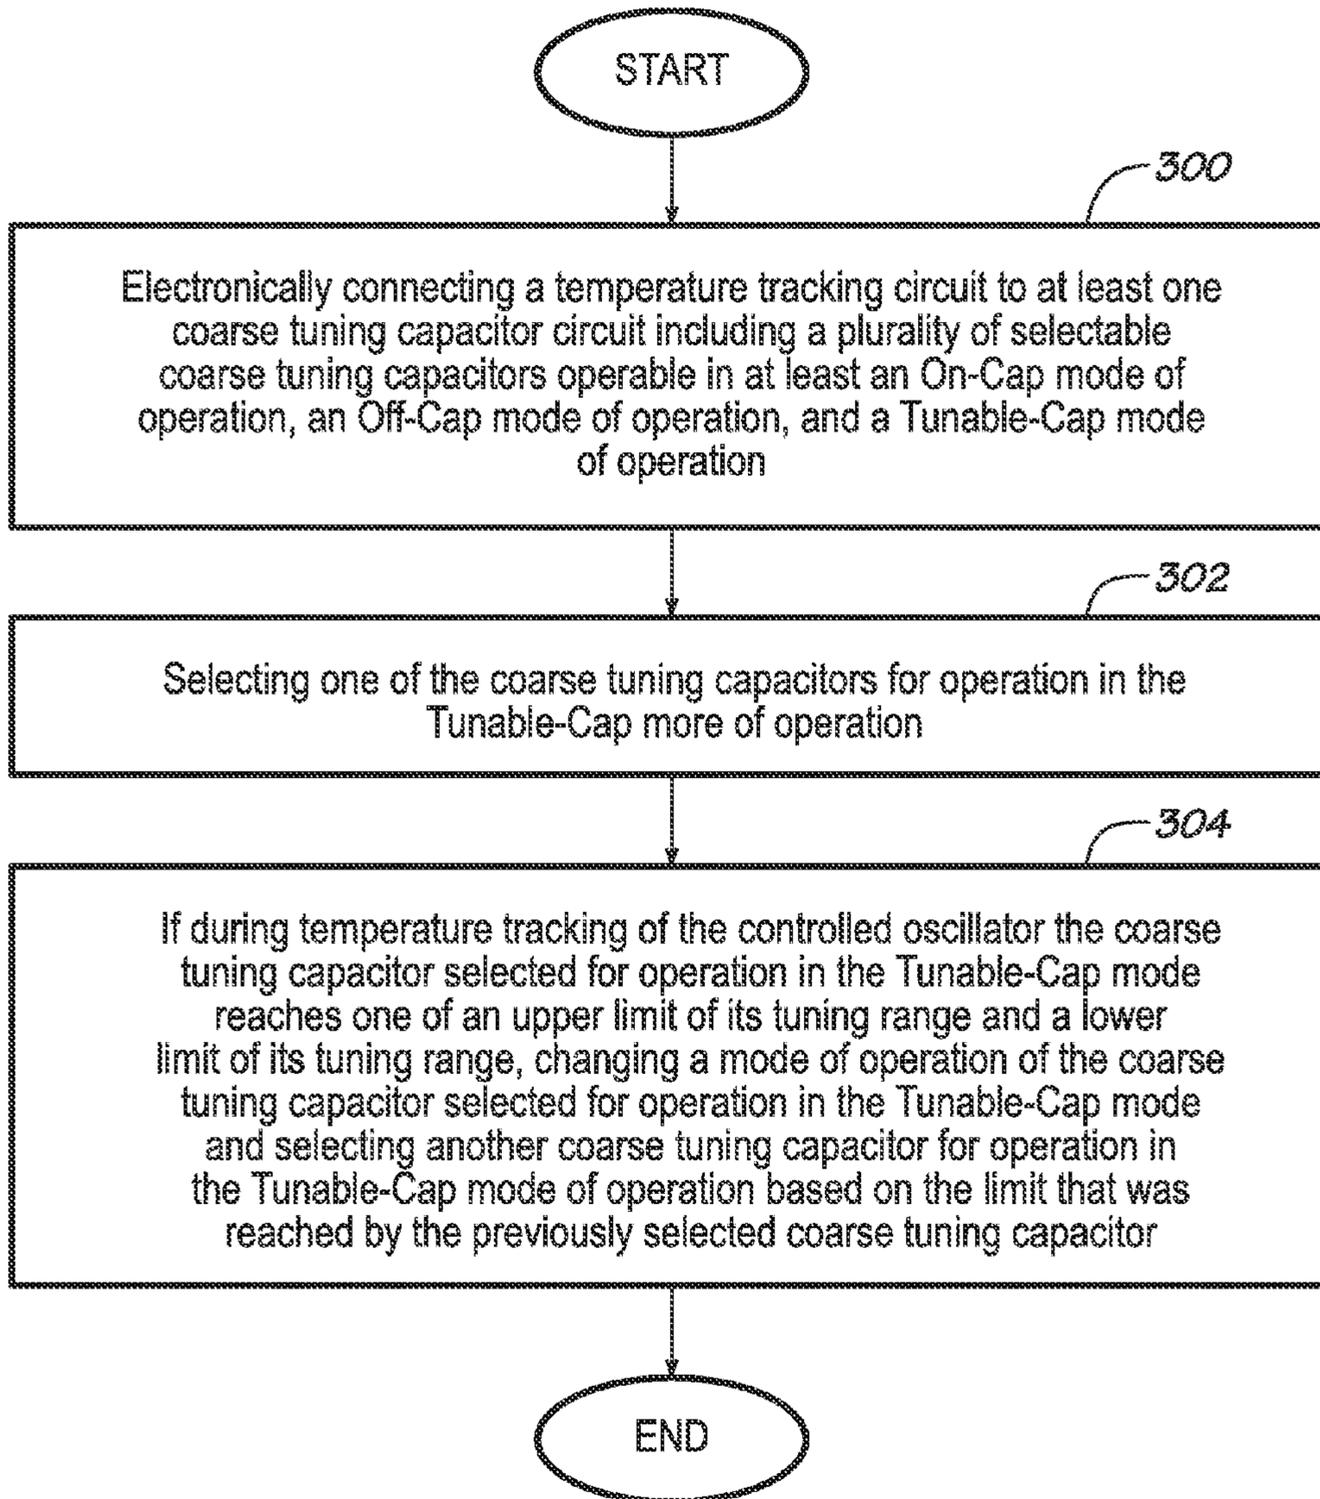 START
300
Electronically connecting a temperature tracking circuit to at least one
coarse tuning capacitor circuit including a plurality of selectable
coarse tuning capacitors operable in at least an On-Cap mode of
operation, an Off-Cap mode of operation, and a Tunable-Cap mode
of operation
302
Selecting one of the coarse tuning capacitors for operation in the
Tunable-Cap more of operation
304
If during temperature tracking of the controlled oscillator the coarse
tuning capacitor selected for operation in the Tunable-Cap mode
reaches one of an upper limit of its tuning range and a lower
limit of its tuning range, changing a mode of operation of the coarse
tuning capacitor selected for operation in the Tunable-Cap mode
and selecting another coarse tuning capacitor for operation in
the Tunable-Cap mode of operation based on the limit that was
reached by the previously selected coarse tuning capacitor
END